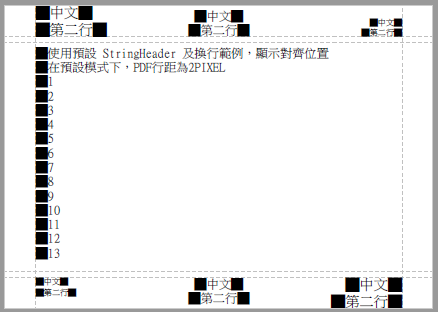 ■中文■
■第二行■
■中文■
■第二行■
■中文■
■第二行■
■使用預設 StringHeader 及換行範例，顯示對齊位置
■在預設模式下，PDF行距為2PIXEL
■1
■2
■3
■4
■5
■6
■7
■8
■9
■10
■11
■12
■13
■中文■
■第二行■
■中文■
■第二行■
■中文■
■第二行■